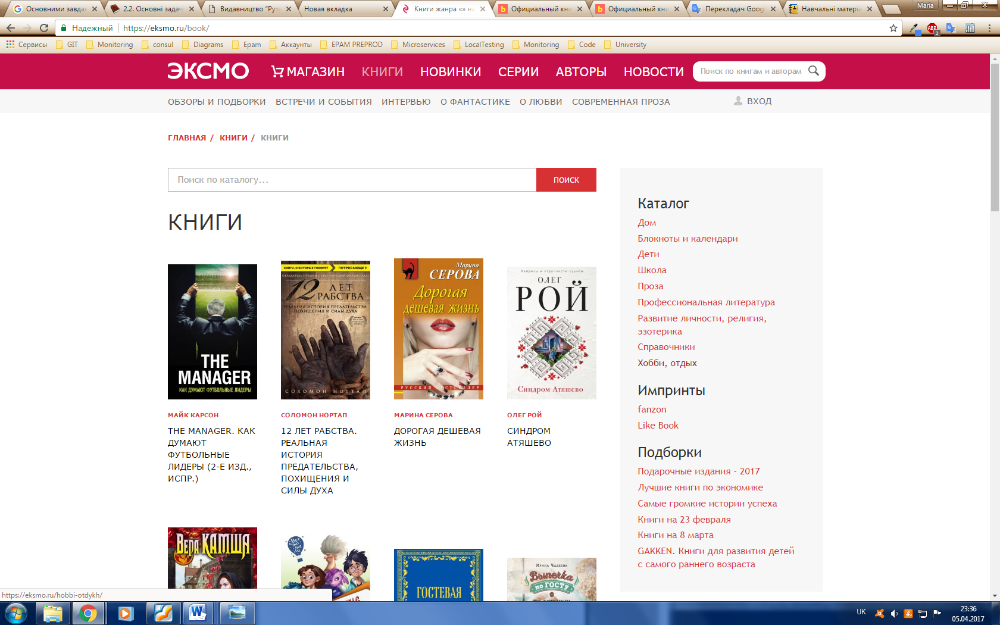 Основними завдан
2.2. Основні задач
Видавництво "Рута
Новая вкладка
Книги жанра «» на
Официальный кни
Официальный кни
Перекладач Goog
Навчальні матеріа
Maria
Надежный
https://eksmo.ru/book/
Сервисы
GIT
Monitoring
consul
Diagrams
Epam
Аккаунты
EPAM PREPROD
Microservices
LocalTesting
Monitoring
Code
University
ABP
2
ЭКСМО
МАГАЗИН
КНИГИ
НОВИНКИ
СЕРИИ
АВТОРЫ
НОВОСТИ
Поиск по книгам и авторам
ОБЗОРЫ И ПОДБОРКИ
ВСТРЕЧИ И СОБЫТИЯ
ИНТЕРВЬЮ
О ФАНТАСТИКЕ
О ЛЮБВИ
СОВРЕМЕННАЯ ПРОЗА
ВХОД
ГЛАВНАЯ / КНИГИ / КНИГИ
Поиск по каталогу...
ПОИСК
КНИГИ
THE
MANAGER
КАК ДУМАЮТ ФУТБОЛЬНЫЕ ЛИДЕРЫ
МАЙК КАРСОН
THE MANAGER. КАК
ДУМАЮТ
ФУТБОЛЬНЫЕ
ЛИДЕРЫ (2-Е ИЗД.,
ИСПР.)
КНИГИ, О КОТОРЫХ ГОВОРЯТ
ПОТРЯСАЮЩЕ
12 ЛЕТ
РАБСТВА
РЕАЛЬНАЯ ИСТОРИЯ ПРЕДАТЕЛЬСТВА,
ПОХИЩЕНИЯ И СИЛЫ ДУХА
СОЛОМОН НОРТАП
СОЛОМОН НОРТАП
12 ЛЕТ РАБСТВА.
РЕАЛЬНАЯ
ИСТОРИЯ
ПРЕДАТЕЛЬСТВА,
ПОХИЩЕНИЯ И
СИЛЫ ДУХА
Марина
СЕРОВА
Дорогая
дешевая жизнь
РУССКИЙ БЕСТСЕЛЛЕР
МАРИНА СЕРОВА
ДОРОГАЯ ДЕШЕВАЯ
ЖИЗНЬ
Капризы и странности судьбы
ОЛЕГ
РОЙ
Синдром Атяшево
ОЛЕГ РОЙ
СИНДРОМ
АТЯШЕВО
ВЕРА КАМША
ГОСТЕВАЯ
ИРИНА ЧАДЕЕВА
Выпечка
по ГОСТУ
Каталог
Дом
Блокноты и календари
Дети
Школа
Проза
Профессиональная литература
Развитие личности, религия,
эзотерика
Справочники
Хобби, отдых
Импринты
fanzon
Like Book
Подборки
Подарочные издания - 2017
Лучшие книги по экономике
Самые громкие истории успеха
Книги на 23 февраля
Книги на 8 марта
GAKKEN. Книги для развития детей
с самого раннего возраста
https://eksmo.ru/hobbi-otdykh/
UK
23:36
05.04.2017